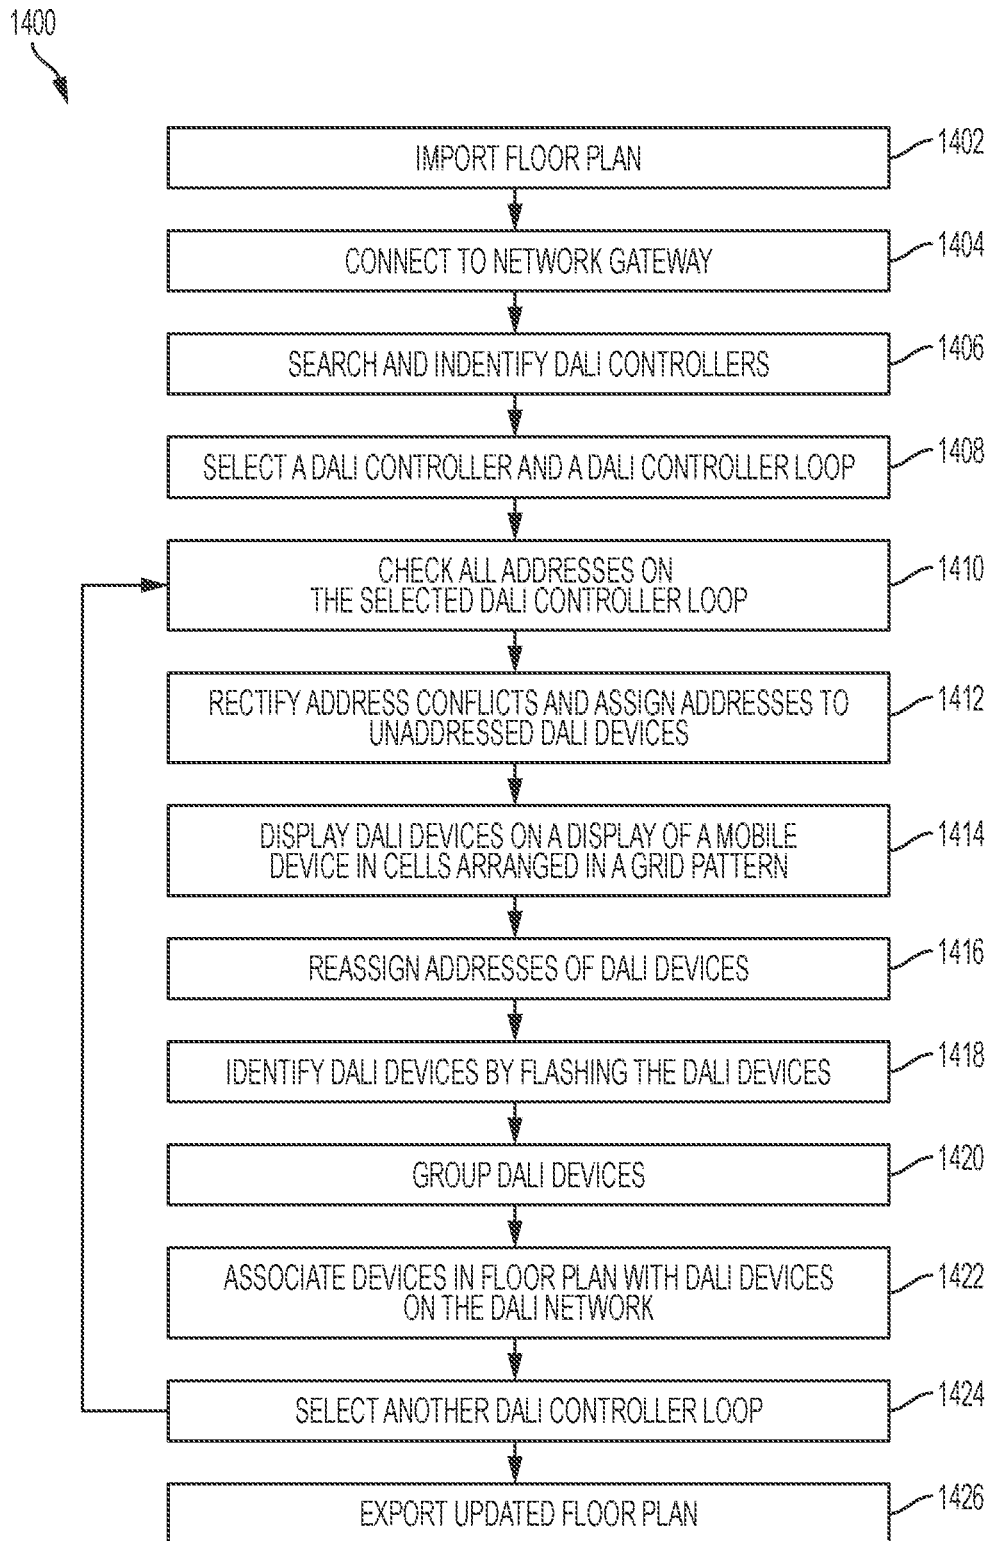 1400
IMPORT FLOOR PLAN
1402
CONNECT TO NETWORK GATEWAY
1404
SEARCH AND INDENTIFY DALI CONTROLLERS
1406
SELECT A DALI CONTROLLER AND A DALI CONTROLLER LOOP
1408
CHECK ALL ADDRESSES ON
THE SELECTED DALI CONTROLLER LOOP
1410
RECTIFY ADDRESS CONFLICTS AND ASSIGN ADDRESSES TO
UNADDRESSED DALI DEVICES
1412
DISPLAY DALI DEVICES ON A DISPLAY OF A MOBILE
DEVICE IN CELLS ARRANGED IN A GRID PATTERN
1414
REASSIGN ADDRESSES OF DALI DEVICES
1416
IDENTIFY DALI DEVICES BY FLASHING THE DALI DEVICES
1418
GROUP DALI DEVICES
1420
ASSOCIATE DEVICES IN FLOOR PLAN WITH DALI DEVICES
ON THE DALI NETWORK
1422
SELECT ANOTHER DALI CONTROLLER LOOP
1424
EXPORT UPDATED FLOOR PLAN
1426